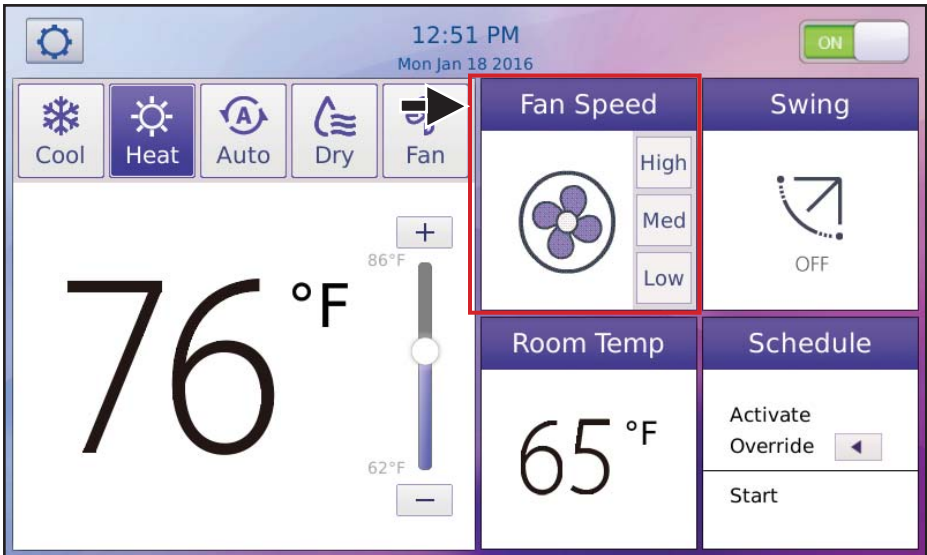 12:51 PM
Mon Jan 18 2016
ON
Cool
Heat
A
Auto
Dry
Fan
76 °F
+
86°F
62°F
−
Fan Speed
High
Med
Low
Swing
OFF
Room Temp
65 °F
Schedule
Activate
Override
Start